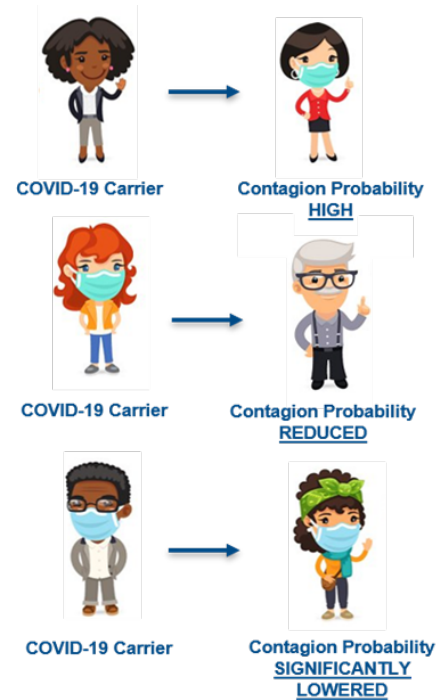 COVID-19 Carrier
Contagion Probability
HIGH
COVID-19 Carrier
Contagion Probability
REDUCED
COVID-19 Carrier
Contagion Probability
SIGNIFICANTLY
LOWERED